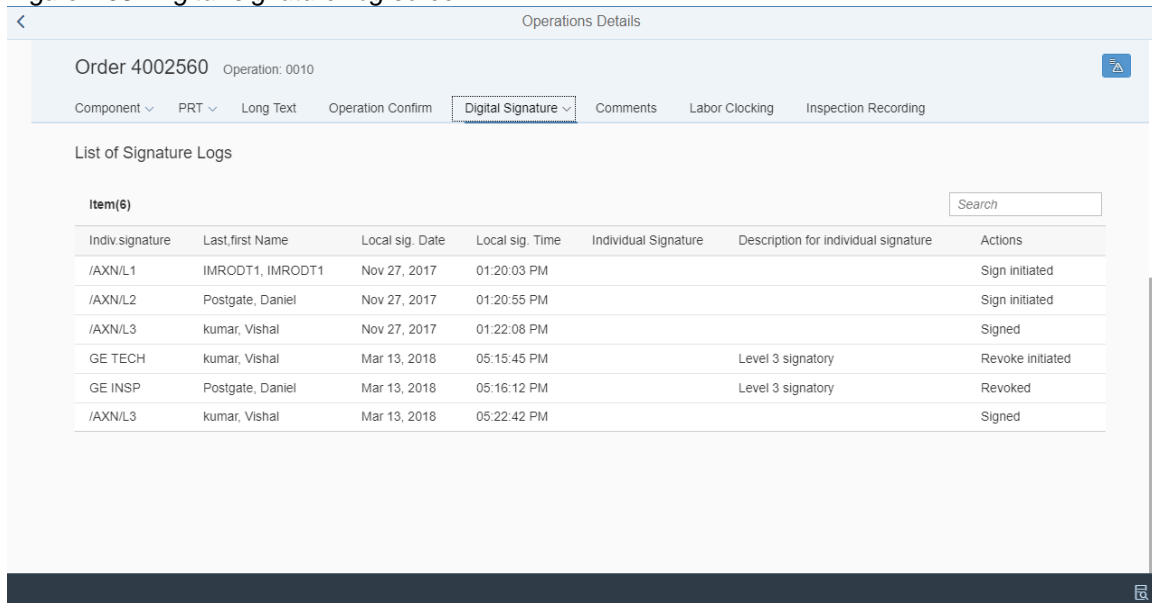 Operations Details
Order 4002560 Operation: 0010
Component PRT Long Text Operation Confirm Digital Signature Comments Labor Clocking Inspection Recording
List of Signature Logs
Item(6) Search
Indiv.signature Last,first Name Local sig. Date Local sig. Time Individual Signature Description for individual signature Actions
/AXN/L1 IMRODT1, IMRODT1 Nov 27, 2017 01:20:03 PM Sign initiated
/AXN/L2 Postgate, Daniel Nov 27, 2017 01:20:55 PM Sign initiated
/AXN/L3 kumar, Vishal Nov 27, 2017 01:22:08 PM Signed
GE TECH kumar, Vishal Mar 13, 2018 05:15:45 PM Level 3 signatory Revoke initiated
GE INSP Postgate, Daniel Mar 13, 2018 05:16:12 PM Level 3 signatory Revoked
/AXN/L3 kumar, Vishal Mar 13, 2018 05:22:42 PM Signed